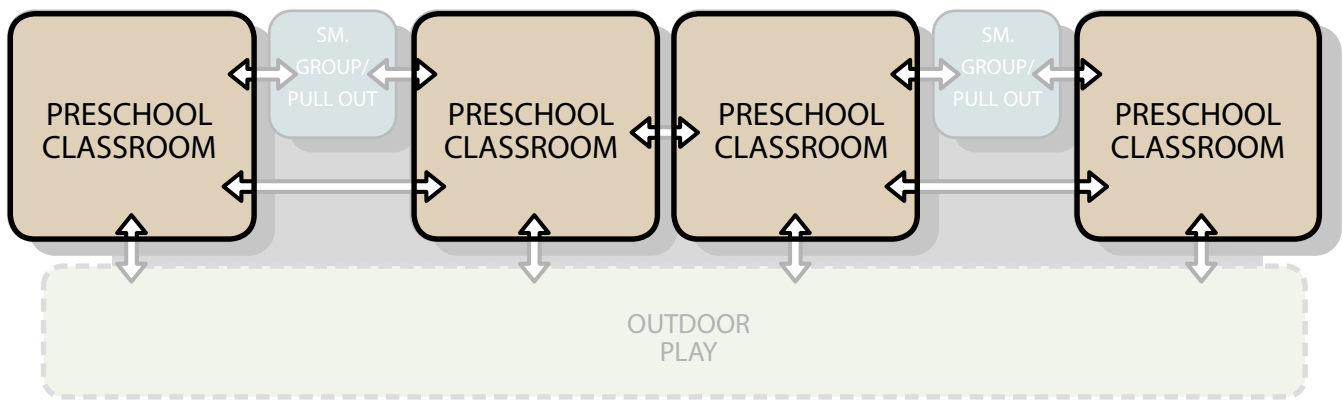 PRESCHOOL
CLASSROOM
SM.
GROUP/
PULL OUT
PRESCHOOL
CLASSROOM
PRESCHOOL
CLASSROOM
SM.
GROUP/
PULL OUT
PRESCHOOL
CLASSROOM
OUTDOOR
PLAY